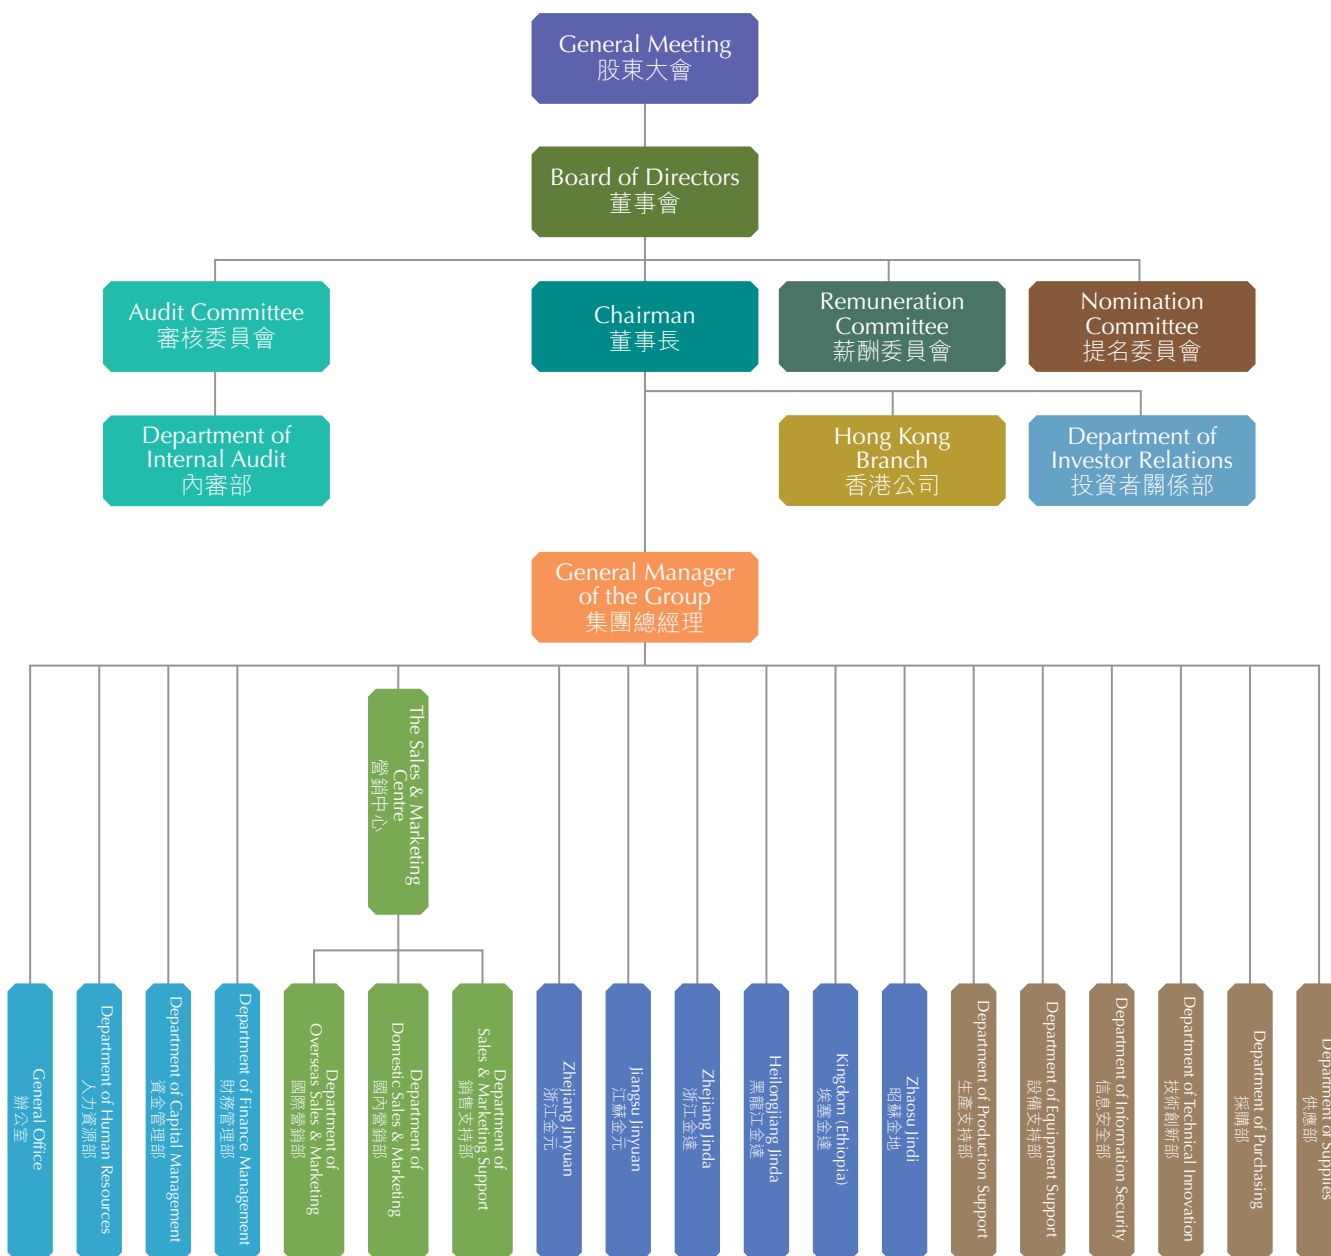 General Meeting
股東大會
Board of Directors
董事會
Audit Committee
審核委員會
Chairman
董事長
Remuneration
Committee
薪酬委員會
Nomination
Committee
提名委員會
Department of
Internal Audit
內審部
Hong Kong
Branch
香港公司
Department of
Investor Relations
投資者關係部
General Manager
of the Group
集團總經理
The Sales & Marketing
Centre
營銷中心
General Office
辦公室
Department of Human Resources
人力資源部
Department of Capital Management
資金管理部
Department of Finance Management
財務管理部
Department of
Overseas Sales & Marketing
國際營銷部
Department of
Domestic Sales & Marketing
國內營銷部
Department of
Sales & Marketing Support
銷售支持部
Zhejiang Jinyuan
浙江金元
Jiangsu Jinyuan
江蘇金元
Zhejiang Jinda
浙江金達
Heilongjiang Jinda
黑龍江金達
Kingdom (Ethiopia)
埃塞金達
Zhaosu Jindi
昭蘇金地
Department of Production Support
生產支持部
Department of Equipment Support
設備支持部
Department of Information Security
信息安全部
Department of Technical Innovation
技術創新部
Department of Purchasing
採購部
Department of Supplies
供應部